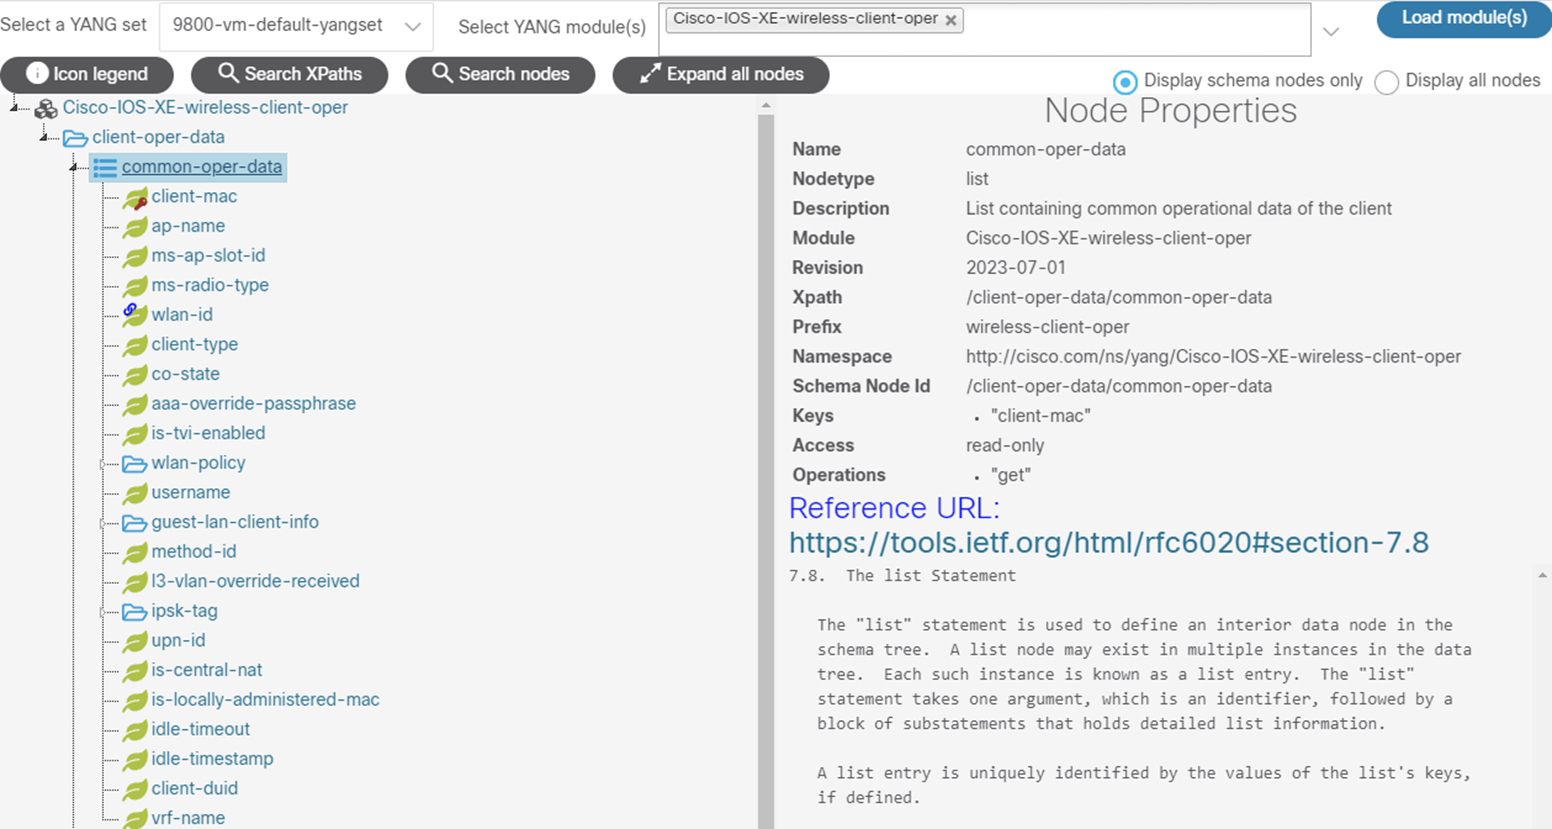 Select a YANG set 9800-vm-default-yangset Select YANG module(s) Cisco-IOS-XE-wireless-client-oper Load module(s)
Icon legend Search XPaths Search nodes Expand all nodes Display schema nodes only Display all nodes
Cisco-IOS-XE-wireless-client-oper
client-oper-data
common-oper-data
client-mac
ap-name
ms-ap-slot-id
ms-radio-type
wlan-id
client-type
co-state
aaa-override-passphrase
is-tvi-enabled
wlan-policy
username
guest-lan-client-info
method-id
l3-vlan-override-received
ipsk-tag
upn-id
is-central-nat
is-locally-administered-mac
idle-timeout
idle-timestamp
client-duid
vrf-name
Node Properties
Name common-oper-data
Nodetype list
Description List containing common operational data of the client
Module Cisco-IOS-XE-wireless-client-oper
Revision 2023-07-01
Xpath /client-oper-data/common-oper-data
Prefix wireless-client-oper
Namespace http://cisco.com/ns/yang/Cisco-IOS-XE-wireless-client-oper
Schema Node Id /client-oper-data/common-oper-data
Keys • "client-mac"
Access read-only
Operations • "get"
Reference URL:
https://tools.ietf.org/html/rfc6020#section-7.8
7.8. The list Statement
The "list" statement is used to define an interior data node in the
schema tree. A list node may exist in multiple instances in the data
tree. Each such instance is known as a list entry. The "list"
statement takes one argument, which is an identifier, followed by a
block of substatements that holds detailed list information.
A list entry is uniquely identified by the values of the list's keys,
if defined.